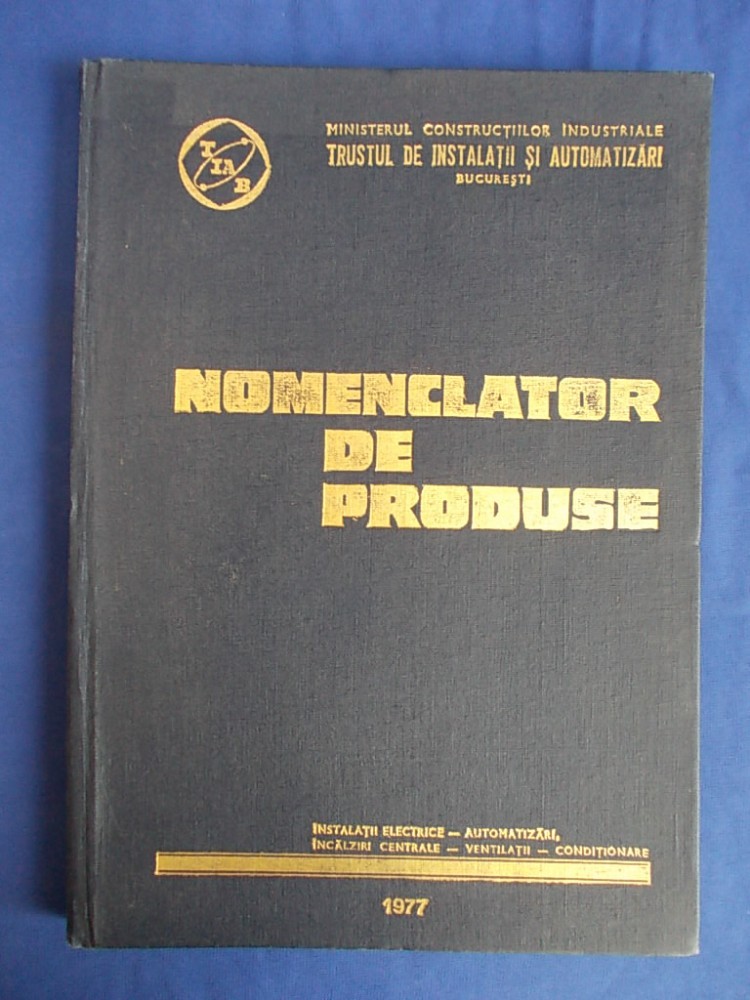 TIAB
MINISTERUL CONSTRUCȚIILOR INDUSTRIALE
TRUSTUL DE INSTALAȚII ȘI AUTOMATIZĂRI
BUCUREȘTI
NOMENCLATOR
DE
PRODUSE
INSTALAȚII ELECTRICE — AUTOMATIZĂRI,
ÎNCĂLZIRI CENTRALE — VENTILAȚII — CONDIȚIONARE
1977